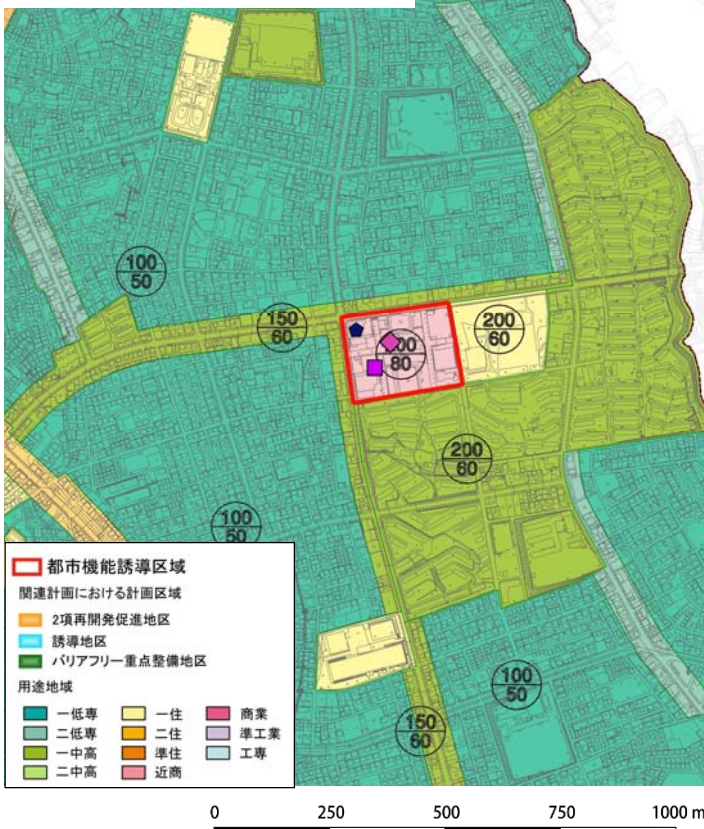 100
50
150
60
200
60
80
200
60
100
50
100
50
150
60
都市機能誘導区域
関連計画における計画区域
2項再開発促進地区
誘導地区
バリアフリー重点整備地区
用途地域
一低専 一住 商業
二低専 二住 準工業
一中高 準住 工専
二中高 近商
0 250 500 750 1000 m